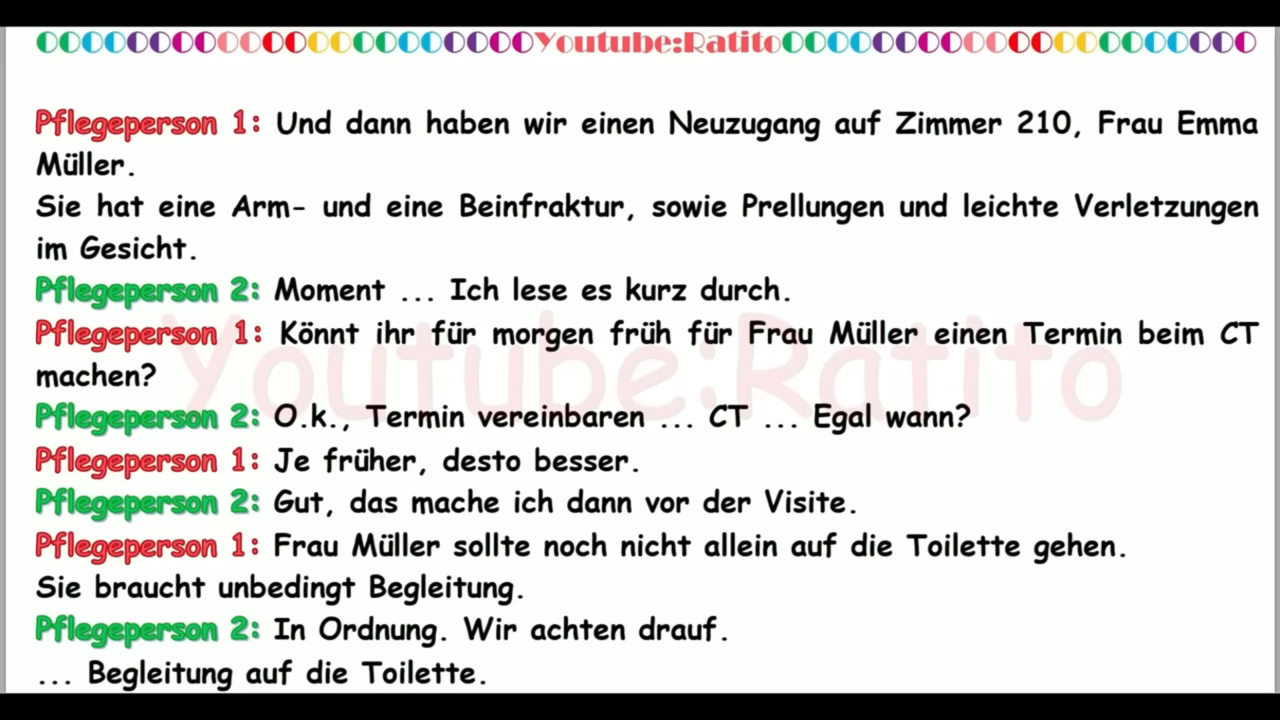 Youtube:Ratito
Pflegeperson 1: Und dann haben wir einen Neuzugang auf Zimmer 210, Frau Emma
Müller.
Sie hat eine Arm- und eine Beinfraktur, sowie Prellungen und leichte Verletzungen
im Gesicht.
Pflegeperson 2: Moment ... Ich lese es kurz durch.
Pflegeperson 1: Könnt ihr für morgen früh für Frau Müller einen Termin beim CT
machen?
Youtube:Ratito
Pflegeperson 2: O.k., Termin vereinbaren ... CT ... Egal wann?
Pflegeperson 1: Je früher, desto besser.
Pflegeperson 2: Gut, das mache ich dann vor der Visite.
Pflegeperson 1: Frau Müller sollte noch nicht allein auf die Toilette gehen.
Sie braucht unbedingt Begleitung.
Pflegeperson 2: In Ordnung. Wir achten drauf.
... Begleitung auf die Toilette.